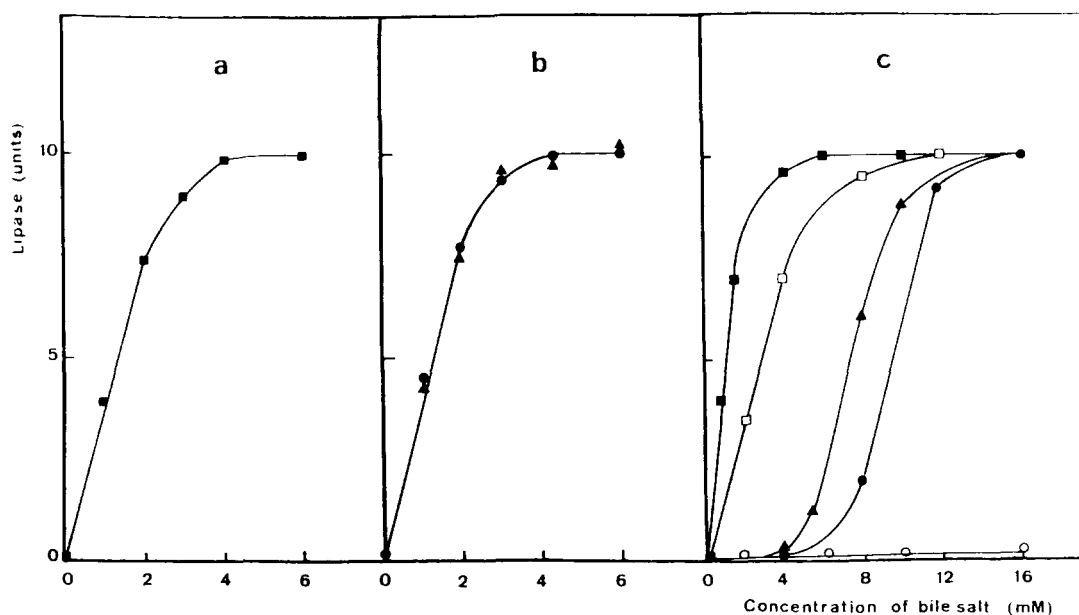 a b c
Lipase (units)
10
5
0
0 2 4 6 0 2 4 6 0 4 8 12 16
Concentration of bile salt (mM)